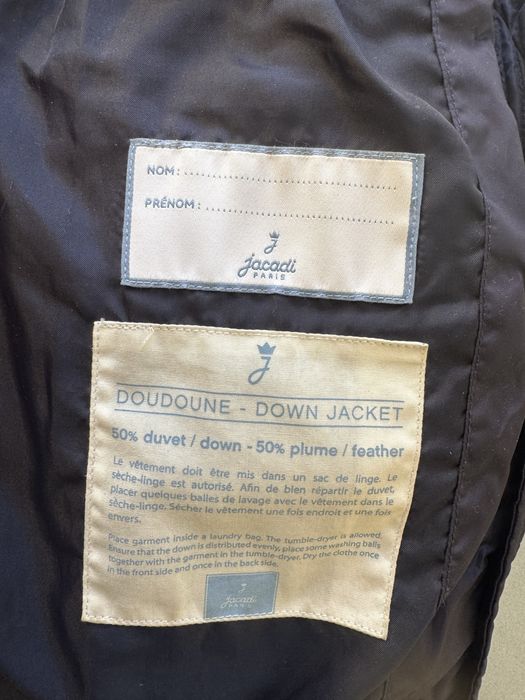 NOM : ........................................
PRÉNOM : ....................................
J
jacadi
PARIS
J
DOUDOUNE - DOWN JACKET
50% duvet / down - 50% plume / feather
Le vêtement doit être mis dans un sac de linge. Le
sèche-linge est autorisé. Afin de bien répartir le duvet,
placer quelques balles de lavage avec le vêtement dans le
sèche-linge. Sécher le vêtement une fois endroit et une fois
envers.
Place garment inside a laundry bag. The tumble-dryer is allowed.
Ensure that the down is distributed evenly, place some washing balls
together with the garment in the tumble-dryer. Dry the clothe once
in the front side and once in the back side.
J
jacadi
PARIS